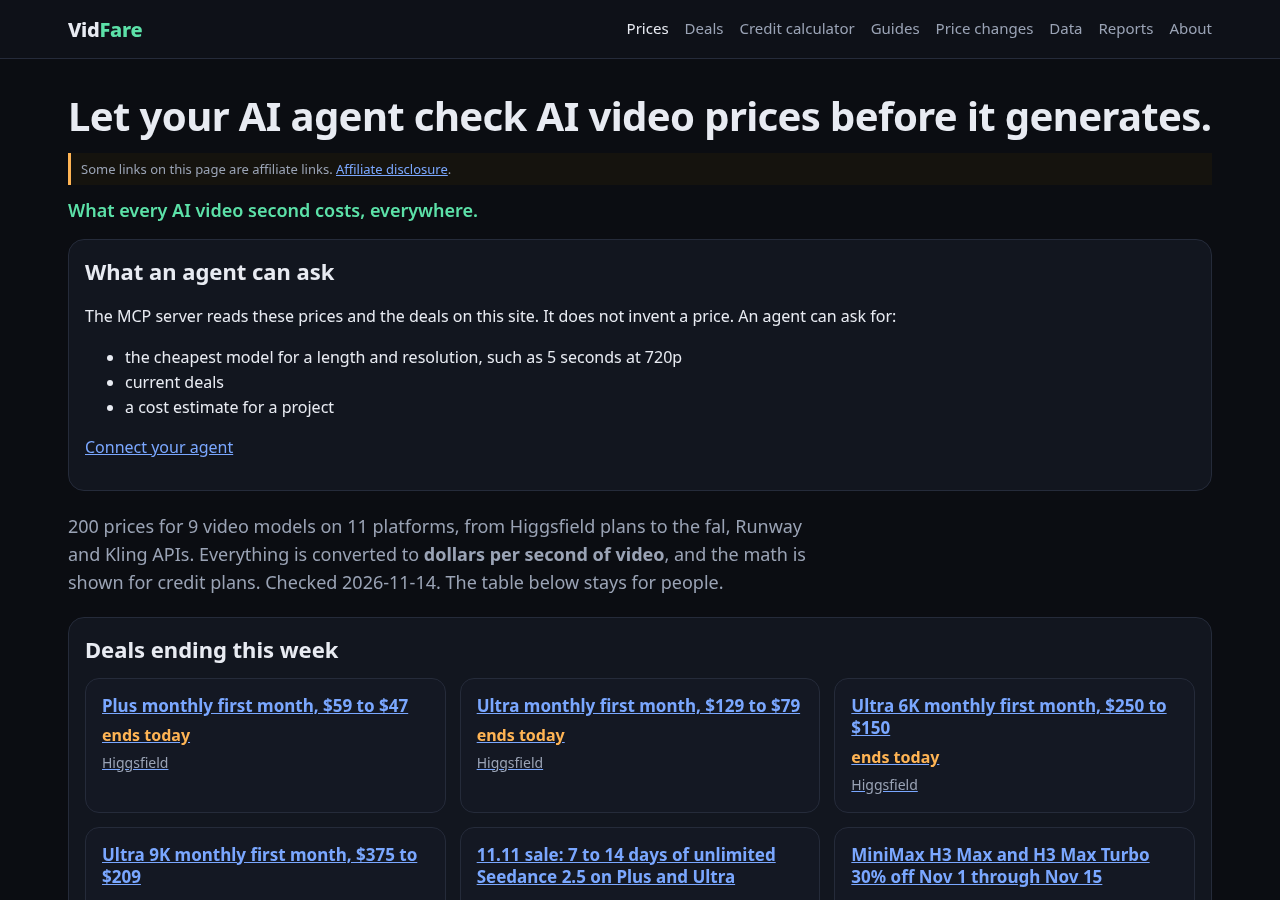 VidFare
Prices Deals Credit calculator Guides Price changes Data Reports About
Let your AI agent check AI video prices before it generates.
Some links on this page are affiliate links. Affiliate disclosure.
What every AI video second costs, everywhere.
What an agent can ask
The MCP server reads these prices and the deals on this site. It does not invent a price. An agent can ask for:
the cheapest model for a length and resolution, such as 5 seconds at 720p
current deals
a cost estimate for a project
Connect your agent
200 prices for 9 video models on 11 platforms, from Higgsfield plans to the fal, Runway
and Kling APIs. Everything is converted to dollars per second of video, and the math is
shown for credit plans. Checked 2026-11-14. The table below stays for people.
Deals ending this week
Plus monthly first month, $59 to $47
ends today
Higgsfield
Ultra monthly first month, $129 to $79
ends today
Higgsfield
Ultra 6K monthly first month, $250 to
$150
ends today
Higgsfield
Ultra 9K monthly first month, $375 to
$209
11.11 sale: 7 to 14 days of unlimited
Seedance 2.5 on Plus and Ultra
MiniMax H3 Max and H3 Max Turbo
30% off Nov 1 through Nov 15